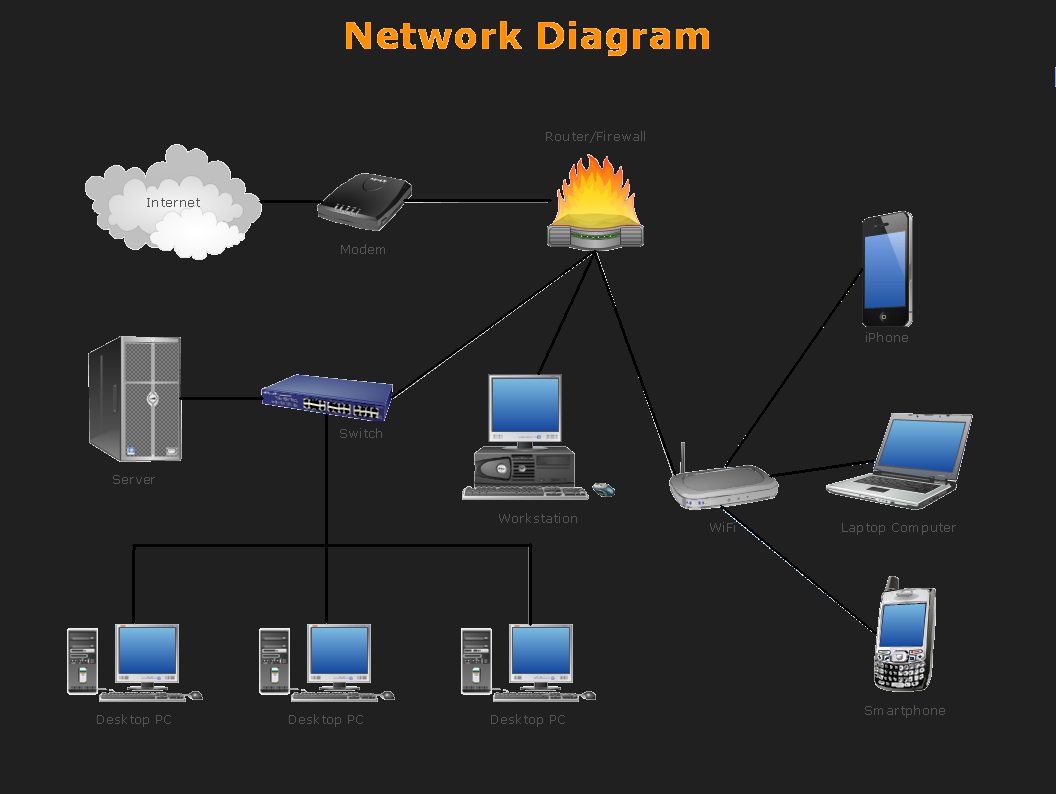 Network Diagram
Router/Firewall
Internet
Modem
iPhone
Switch
Server
Workstation
WiFi
Laptop Computer
Smartphone
Desktop PC
Desktop PC
Desktop PC